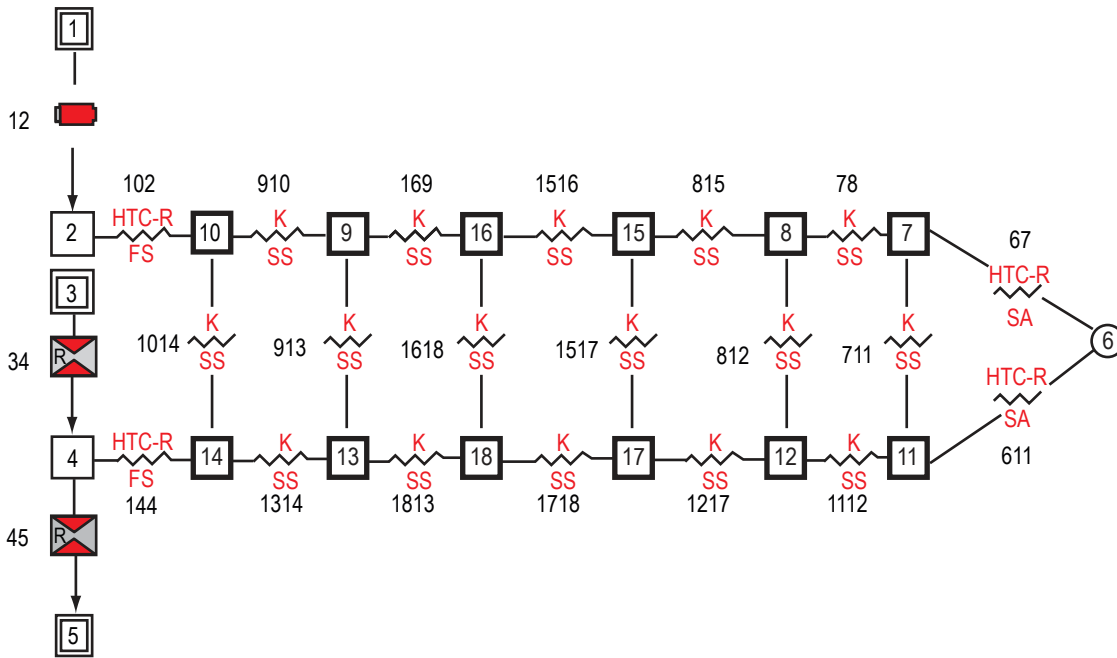 1
12
102 910 169 1516 815 78
HTC-R K K K K K
2 10 9 16 15 8 7
FS SS SS SS SS SS
67
HTC-R
SA
3
34 R
K K K K K K
1014 913 1618 1517 812 711
SS SS SS SS SS SS
6
HTC-R
SA
611
HTC-R K K K K K
4 14 13 18 17 12 11
FS SS SS SS SS SS
144 1314 1813 1718 1217 1112
45 R
5